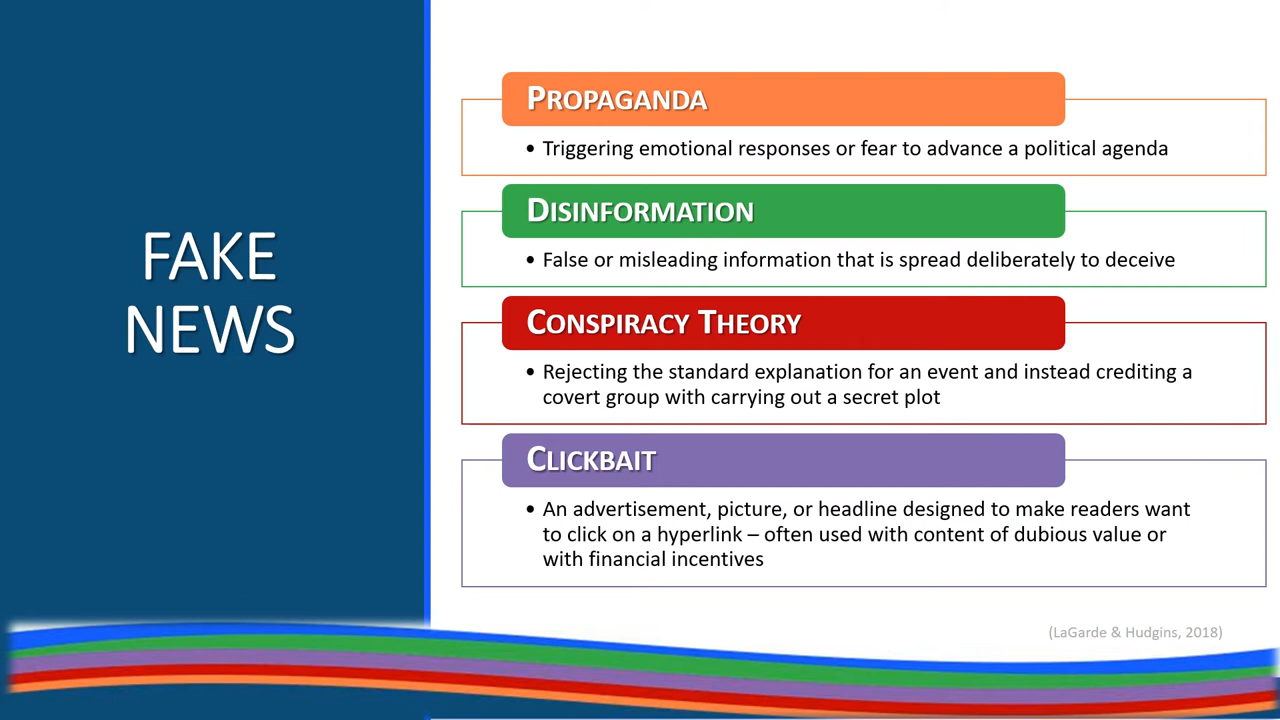 FAKE
NEWS
PROPAGANDA
• Triggering emotional responses or fear to advance a political agenda
DISINFORMATION
• False or misleading information that is spread deliberately to deceive
CONSPIRACY THEORY
• Rejecting the standard explanation for an event and instead crediting a
covert group with carrying out a secret plot
CLICKBAIT
• An advertisement, picture, or headline designed to make readers want
to click on a hyperlink – often used with content of dubious value or
with financial incentives
(LaGarde & Hudgins, 2018)